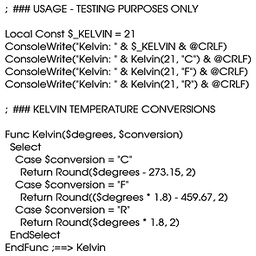 ; ### USAGE - TESTING PURPOSES ONLY
Local Const $_KELVIN = 21
ConsoleWrite("Kelvin: " & $_KELVIN & @CRLF)
ConsoleWrite("Kelvin: " & Kelvin(21, "C") & @CRLF)
ConsoleWrite("Kelvin: " & Kelvin(21, "F") & @CRLF)
ConsoleWrite("Kelvin: " & Kelvin(21, "R") & @CRLF)
; ### KELVIN TEMPERATURE CONVERSIONS
Func Kelvin($degrees, $conversion)
Select
Case $conversion = "C"
Return Round($degrees - 273.15, 2)
Case $conversion = "F"
Return Round(($degrees * 1.8) - 459.67, 2)
Case $conversion = "R"
Return Round($degrees * 1.8, 2)
EndSelect
EndFunc ;==> Kelvin